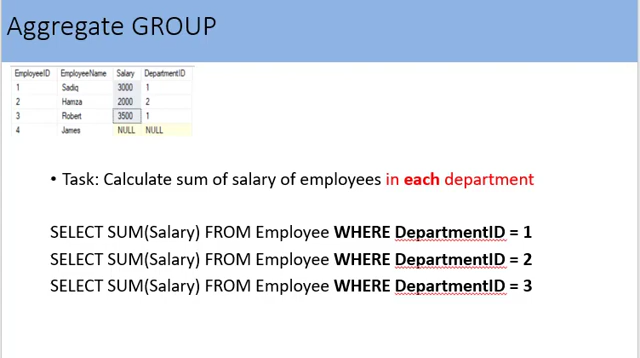 Aggregate GROUP
EmployeeID EmployeeName Salary DepartmentID
1 Sadiq 3000 1
2 Hamza 2000 2
3 Robert 3500 1
4 James NULL NULL
• Task: Calculate sum of salary of employees in each department
SELECT SUM(Salary) FROM Employee WHERE DepartmentID = 1
SELECT SUM(Salary) FROM Employee WHERE DepartmentID = 2
SELECT SUM(Salary) FROM Employee WHERE DepartmentID = 3